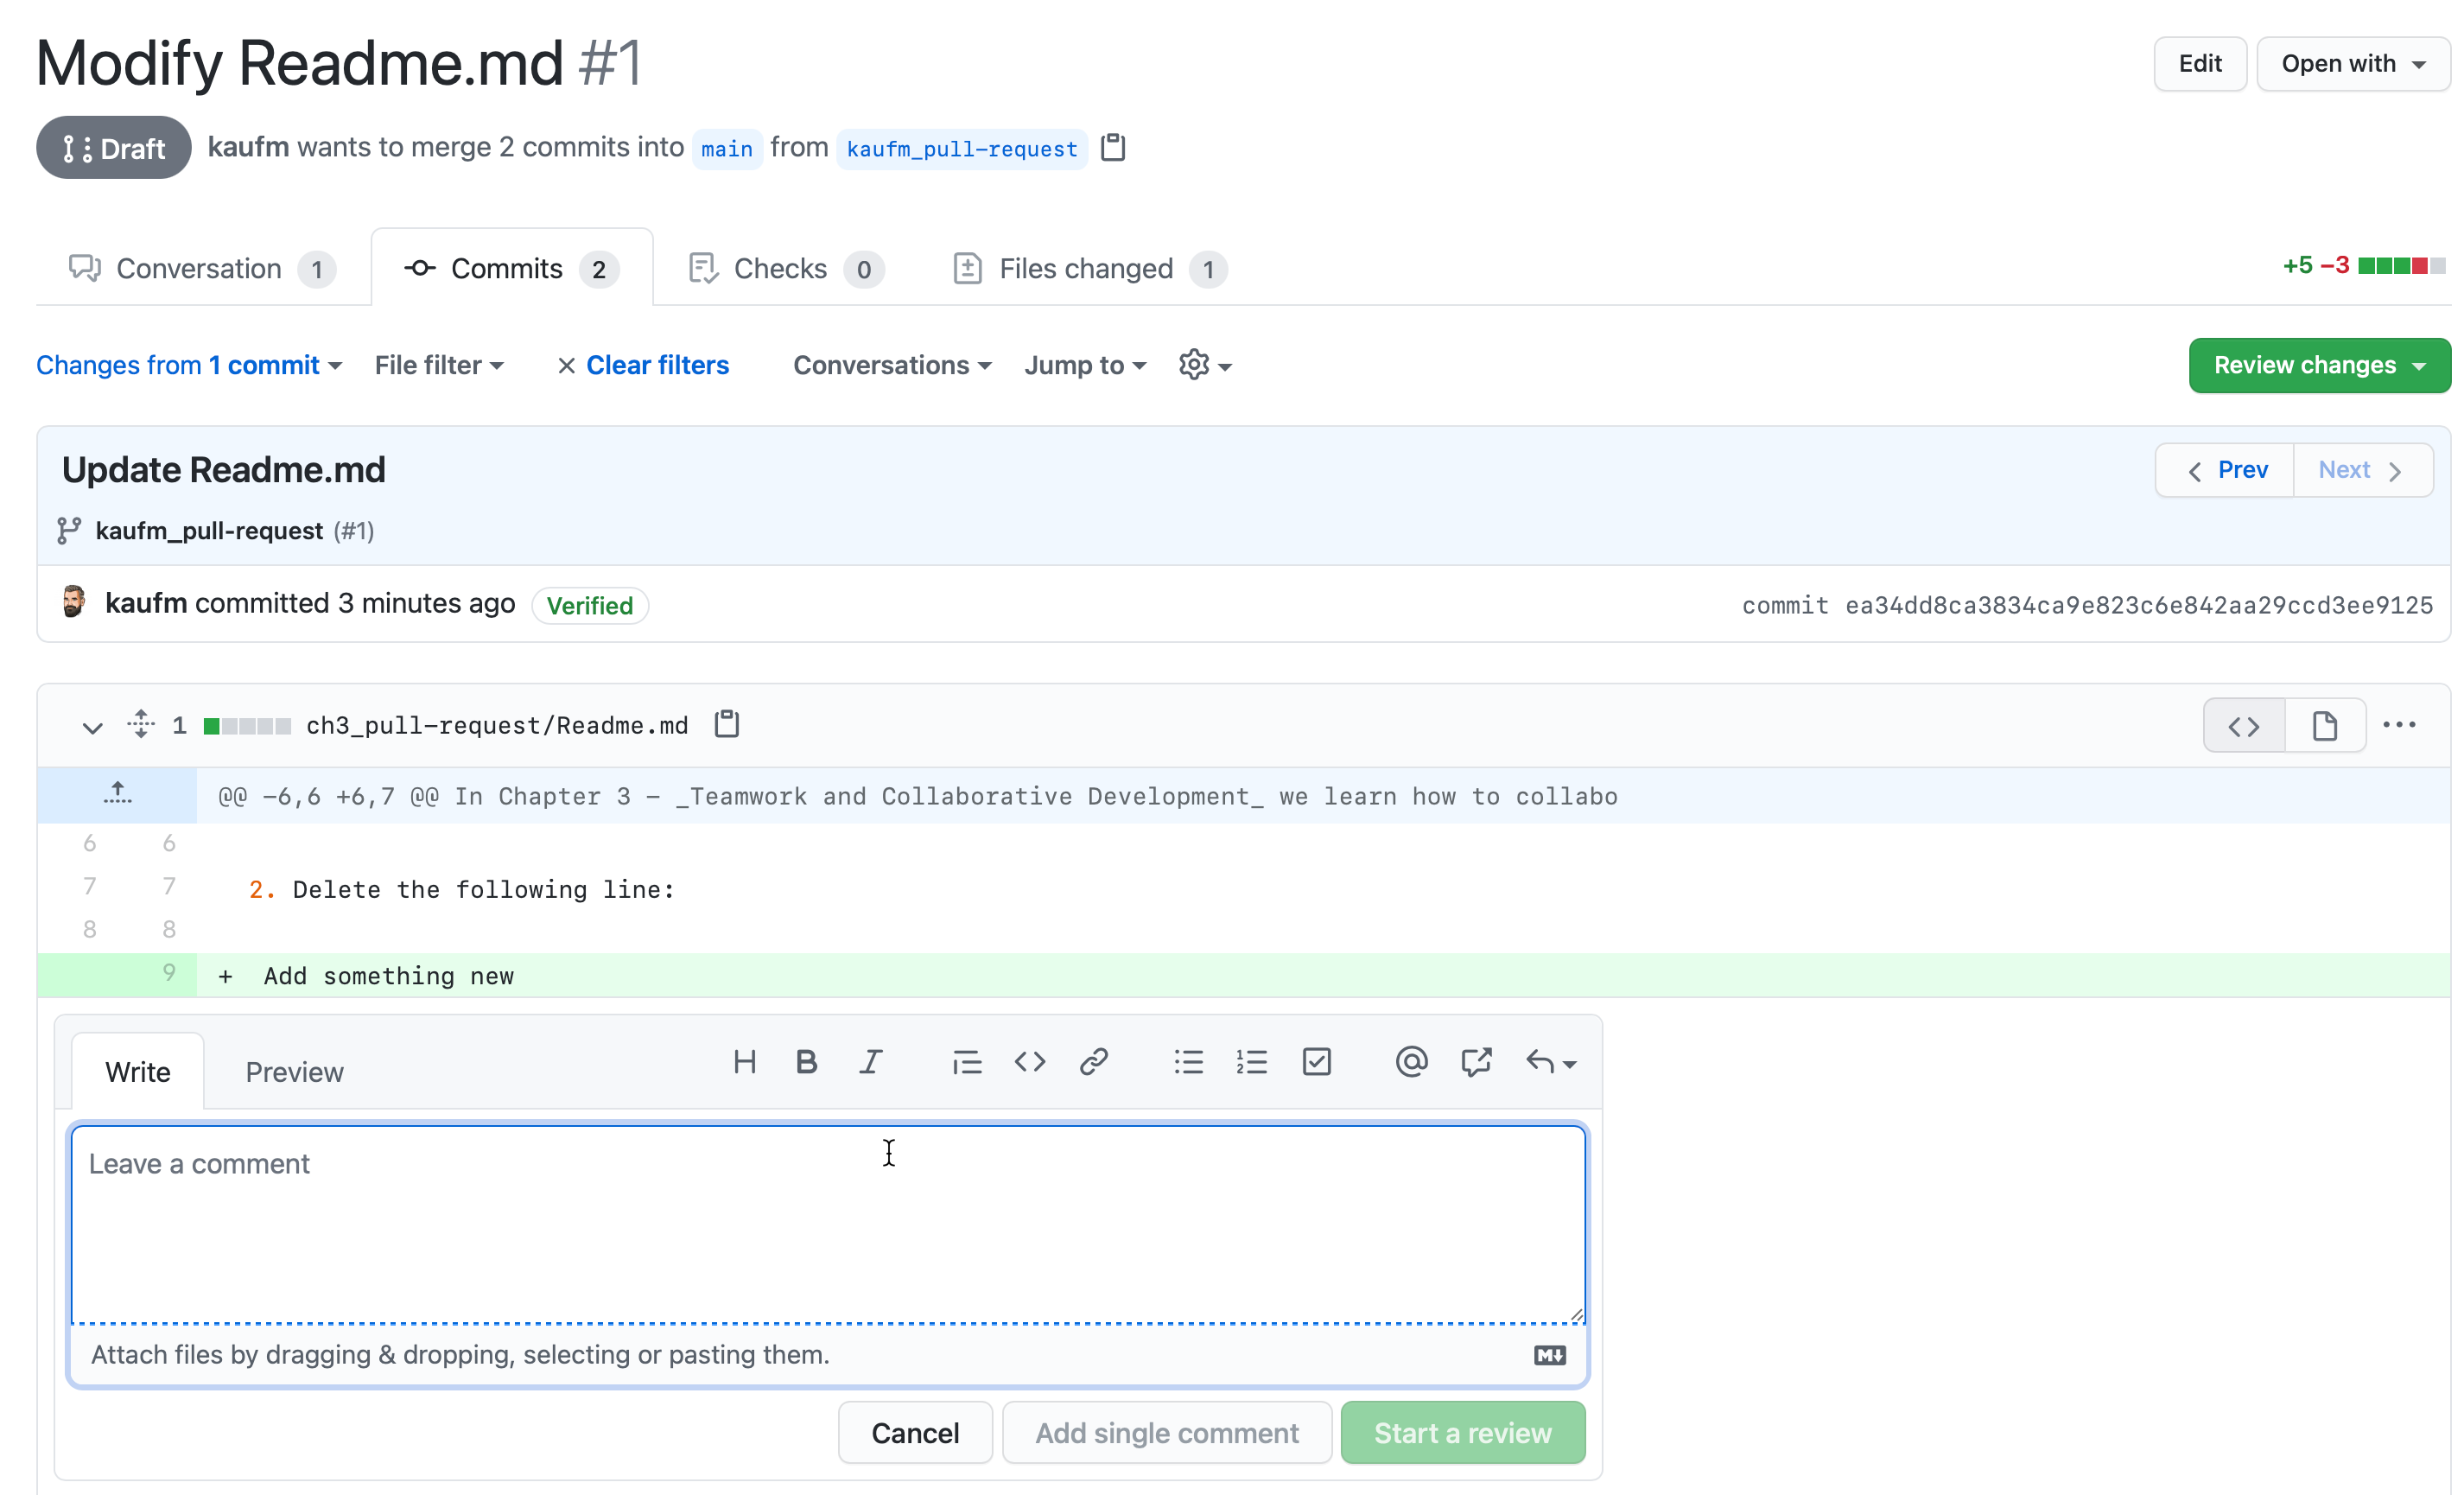 Modify Readme.md #1
Edit
Open with
Draft
kaufm wants to merge 2 commits into main from kaufm_pull-request
Conversation 1
Commits 2
Checks 0
Files changed 1
+5 −3
Changes from 1 commit
File filter
Clear filters
Conversations
Jump to
Review changes
Update Readme.md
Prev
Next
kaufm_pull-request (#1)
kaufm committed 3 minutes ago
Verified
commit ea34dd8ca3834ca9e823c6e842aa29ccd3ee9125
1
ch3_pull-request/Readme.md
@@ −6,6 +6,7 @@ In Chapter 3 – _Teamwork and Collaborative Development_ we learn how to collabo
6 6
7 7 2. Delete the following line:
8 8
9 + Add something new
Write
Preview
Leave a comment
Attach files by dragging & dropping, selecting or pasting them.
Cancel
Add single comment
Start a review